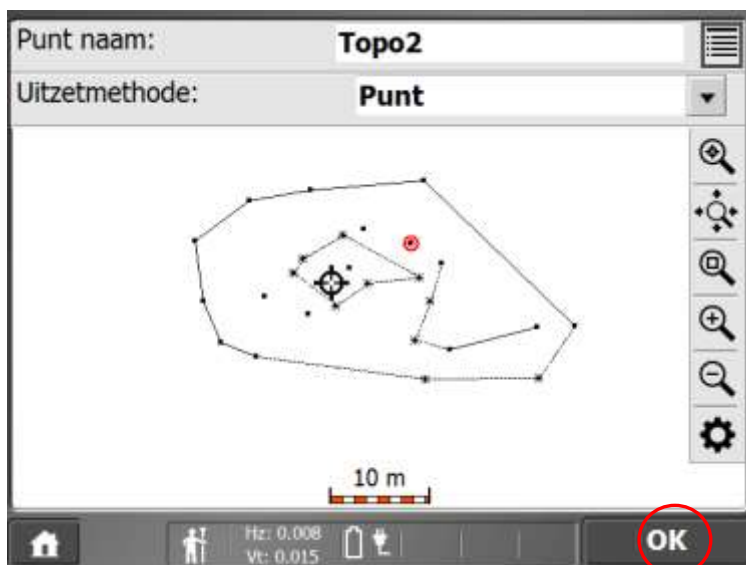 Punt naam: Topo2
Uitzetmethode: Punt
10 m
Hz: 0.008
Vt: 0.015
OK